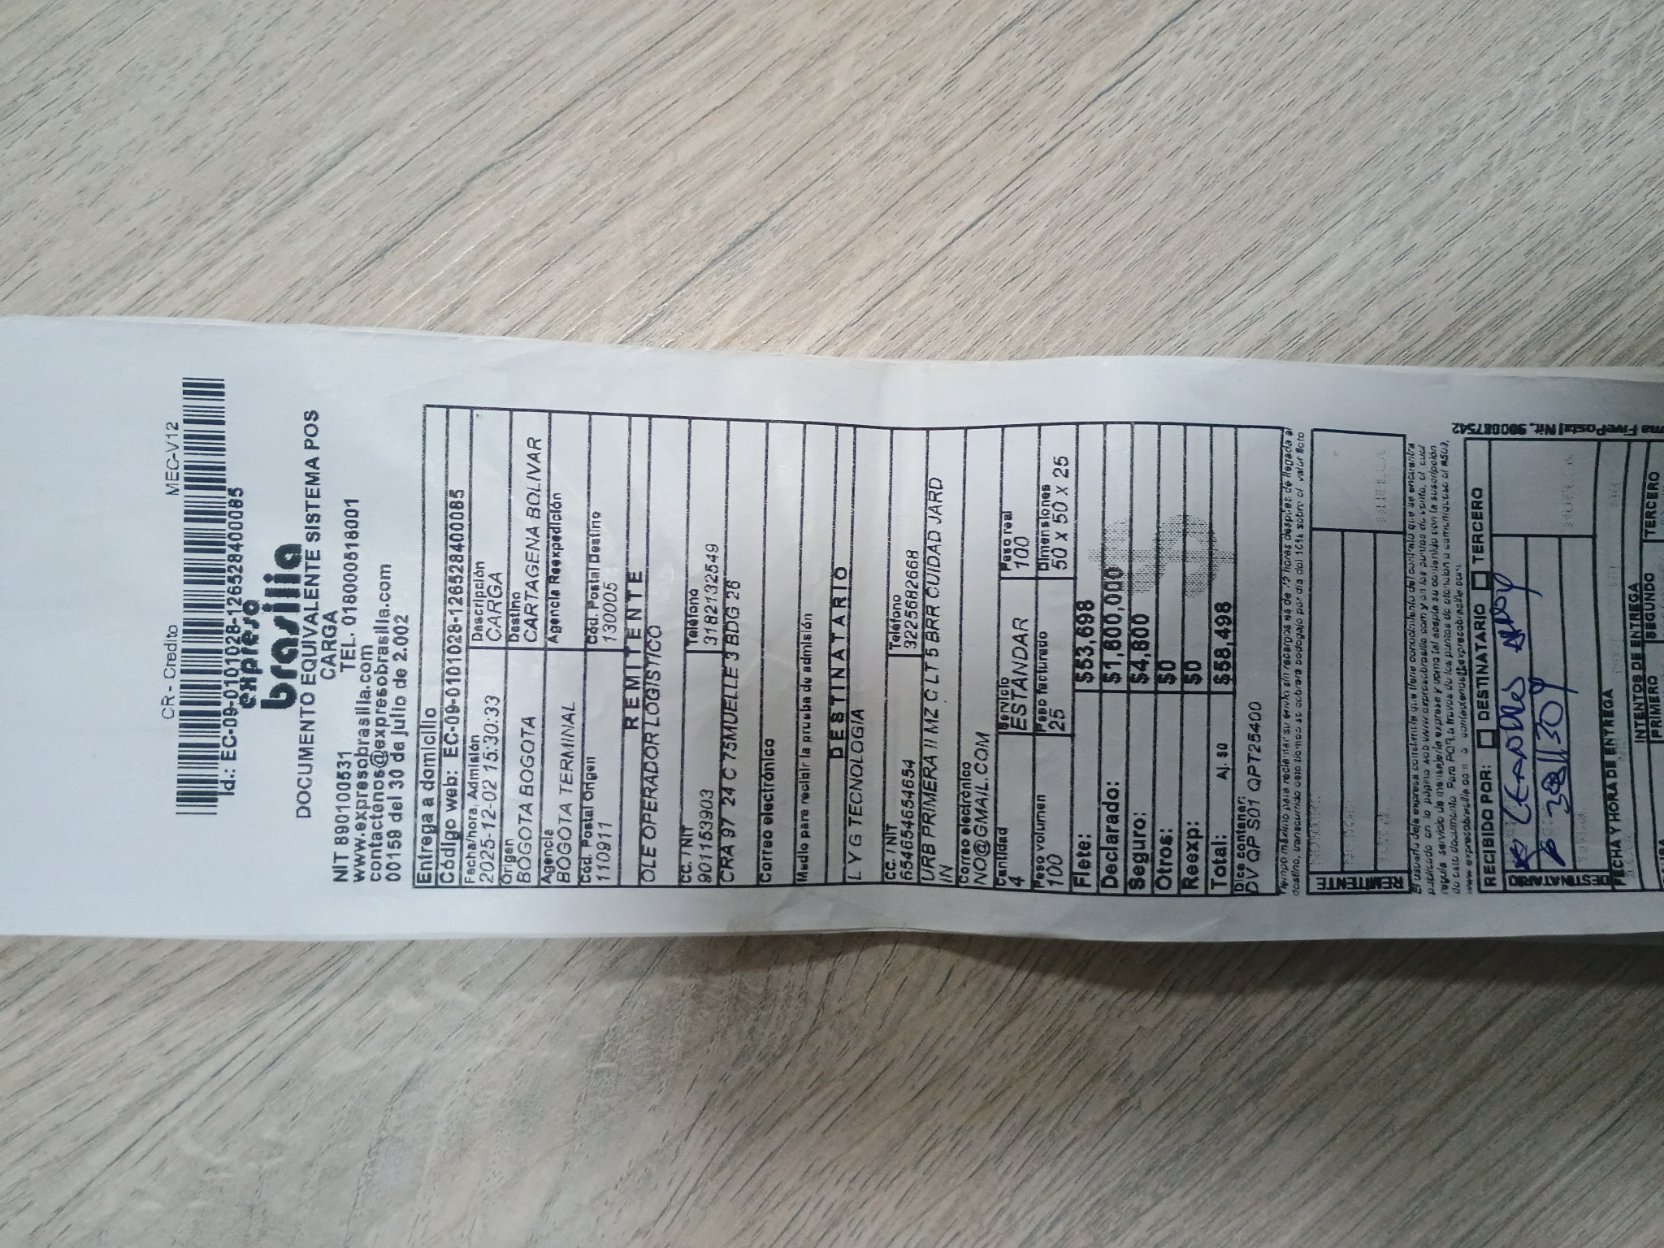 CR - Credito MEC-V12
Id.: EC-09-0101028-12652840085
expreso
brasilia
DOCUMENTO EQUIVALENTE SISTEMA POS
CARGA
NIT 890100531 TEL. 018000518001
www.expresobrasilia.com
contactenos@expresobrasilla.com
00159 del 30 de julio de 2.002
Entrega a domicilio
Código web: EC-09-0101028-12652840085
Fecha/hora. Admisión Descripción
2025-12-02 15:30:33 CARGA
Origen Destino
BOGOTA BOGOTA CARTAGENA BOLIVAR
Agencia Agencia Reexpedición
BOGOTA TERMINAL
Cód. Postal Origen Cód. Postal Destino
110911 130005
REMITENTE
OLE OPERADOR LOGISTICO
CC. / NIT Teléfono
901153903 3182132549
CRA 97 24 C 75MUELLE 3 BDG 26
Correo electrónico
Medio para recibir la prueba de admisión
DESTINATARIO
L Y G TECNOLOGIA
CC. / NIT Teléfono
654654654654 3225682668
URB PRIMERA II MZ C LT 5 BRR CUIDAD JARD
IN
Correo electrónico
NO@GMAIL.COM
Cantidad Servicio Peso real
4 ESTANDAR 100
Peso volumen Peso facturado Dimensiones
100 25 50 x 50 x 25
Flete: $53,698
Declarado: $1,600,000
Seguro: $4,800
Otros: $0
Reexp: $0
Total: Aj. $0 $58,498
Dice contener:
DV QP S01 QPT25400
REMITENTE
RECIBIDO POR: DESTINATARIO TERCERO
DESTINATARIO
FECHA Y HORA DE ENTREGA
INTENTOS DE ENTREGA
PRIMERO SEGUNDO TERCERO
FivePostal Nit. 900087542